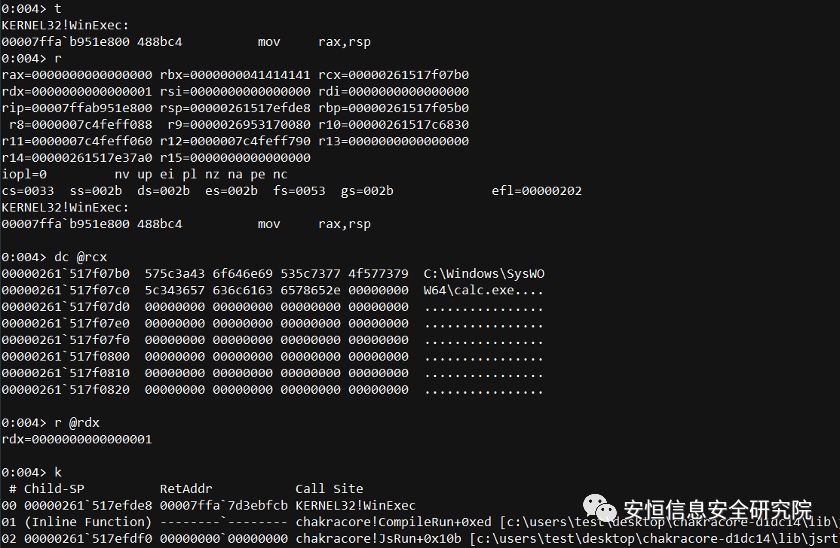 0:004> t
KERNEL32!WinExec:
00007ffa`b951e800 488bc4          mov     rax,rsp
0:004> r
rax=0000000000000000 rbx=0000000041414141 rcx=00000261517f07b0
rdx=0000000000000001 rsi=0000000000000000 rdi=0000000000000000
rip=00007ffab951e800 rsp=00000261517efde8 rbp=00000261517f05b0
 r8=0000007c4feff088  r9=0000026953170080 r10=00000261517c6830
r11=0000007c4feff060 r12=0000007c4feff790 r13=0000000000000000
r14=00000261517e37a0 r15=0000000000000000
iopl=0         nv up ei pl nz na pe nc
cs=0033  ss=002b  ds=002b  es=002b  fs=0053  gs=002b             efl=00000202
KERNEL32!WinExec:
00007ffa`b951e800 488bc4          mov     rax,rsp
0:004> dc @rcx
00000261`517f07b0  575c3a43 6f646e69 535c7377 4f577379  C:\Windows\SysWO
00000261`517f07c0  5c343657 636c6163 6578652e 00000000  W64\calc.exe....
00000261`517f07d0  00000000 00000000 00000000 00000000  ................
00000261`517f07e0  00000000 00000000 00000000 00000000  ................
00000261`517f07f0  00000000 00000000 00000000 00000000  ................
00000261`517f0800  00000000 00000000 00000000 00000000  ................
00000261`517f0810  00000000 00000000 00000000 00000000  ................
00000261`517f0820  00000000 00000000 00000000 00000000  ................
0:004> r @rdx
rdx=0000000000000001
0:004> k
 # Child-SP          RetAddr           Call Site
00 00000261`517efde8 00007ffa`7d3ebfcb KERNEL32!WinExec
01 (Inline Function) --------`-------- chakracore!CompileRun+0xed [c:\users\test\desktop\chakracore-d1dc14\lib\
02 00000261`517efdf0 00000000`00000000 chakracore!JsRun+0x10b [c:\users\test\desktop\chakracore-d1dc14\lib\jsrt
安恒信息安全研究院